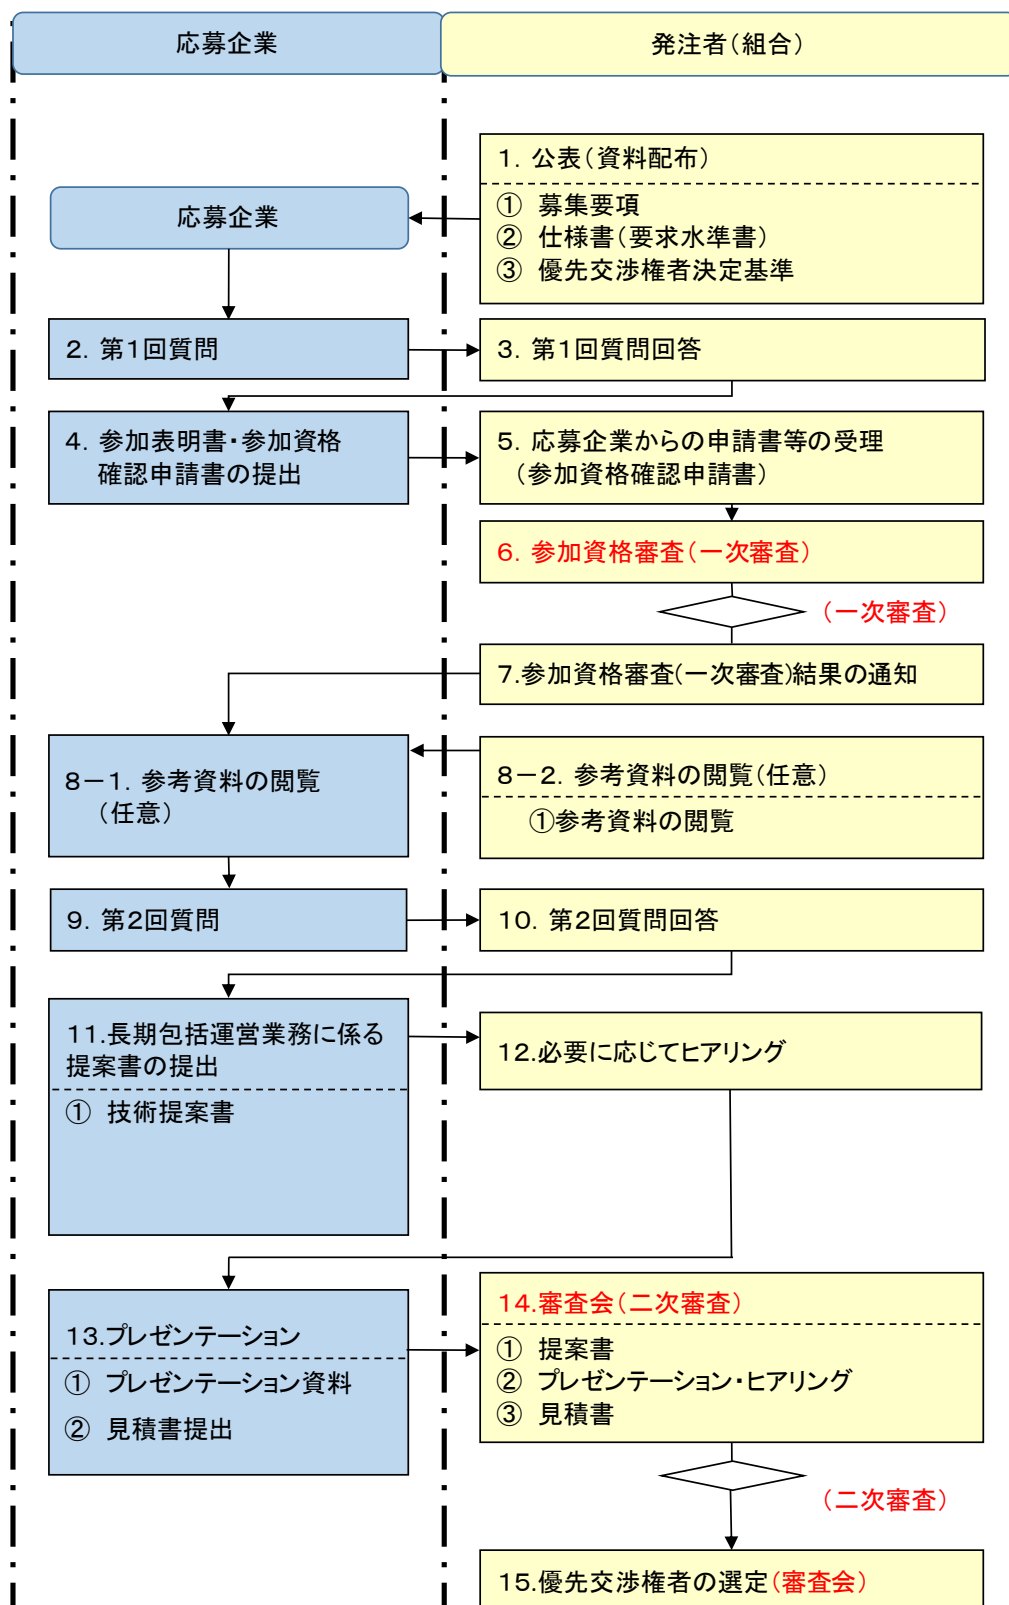 応募企業
発注者（組合）
1. 公表（資料配布）
① 募集要項
② 仕様書（要求水準書）
③ 優先交渉権者決定基準
応募企業
2. 第1回質問
3. 第1回質問回答
4. 参加表明書・参加資格
確認申請書の提出
5. 応募企業からの申請書等の受理
（参加資格確認申請書）
6. 参加資格審査（一次審査）
（一次審査）
7.参加資格審査(一次審査)結果の通知
8－1. 参考資料の閲覧
（任意）
8－2. 参考資料の閲覧（任意）
①参考資料の閲覧
9. 第2回質問
10. 第2回質問回答
11.長期包括運営業務に係る
提案書の提出
① 技術提案書
12.必要に応じてヒアリング
13.プレゼンテーション
① プレゼンテーション資料
② 見積書提出
14.審査会（二次審査）
① 提案書
② プレゼンテーション・ヒアリング
③ 見積書
（二次審査）
15.優先交渉権者の選定（審査会）